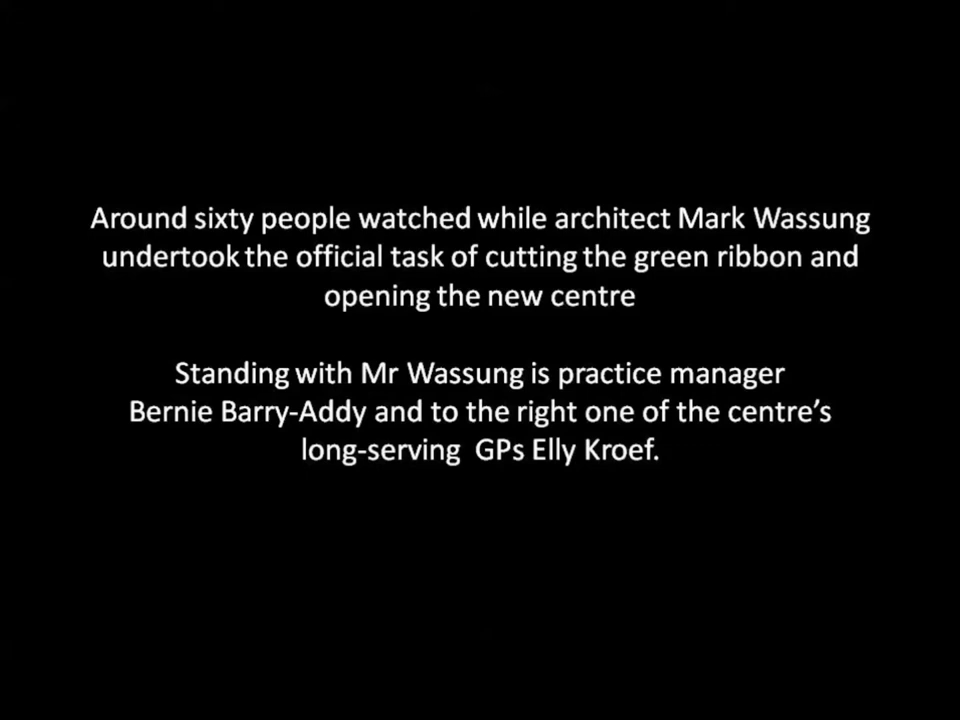 Around sixty people watched while architect Mark Wassung
undertook the official task of cutting the green ribbon and
opening the new centre
Standing with Mr Wassung is practice manager
Bernie Barry-Addy and to the right one of the centre’s
long-serving  GPs Elly Kroef.